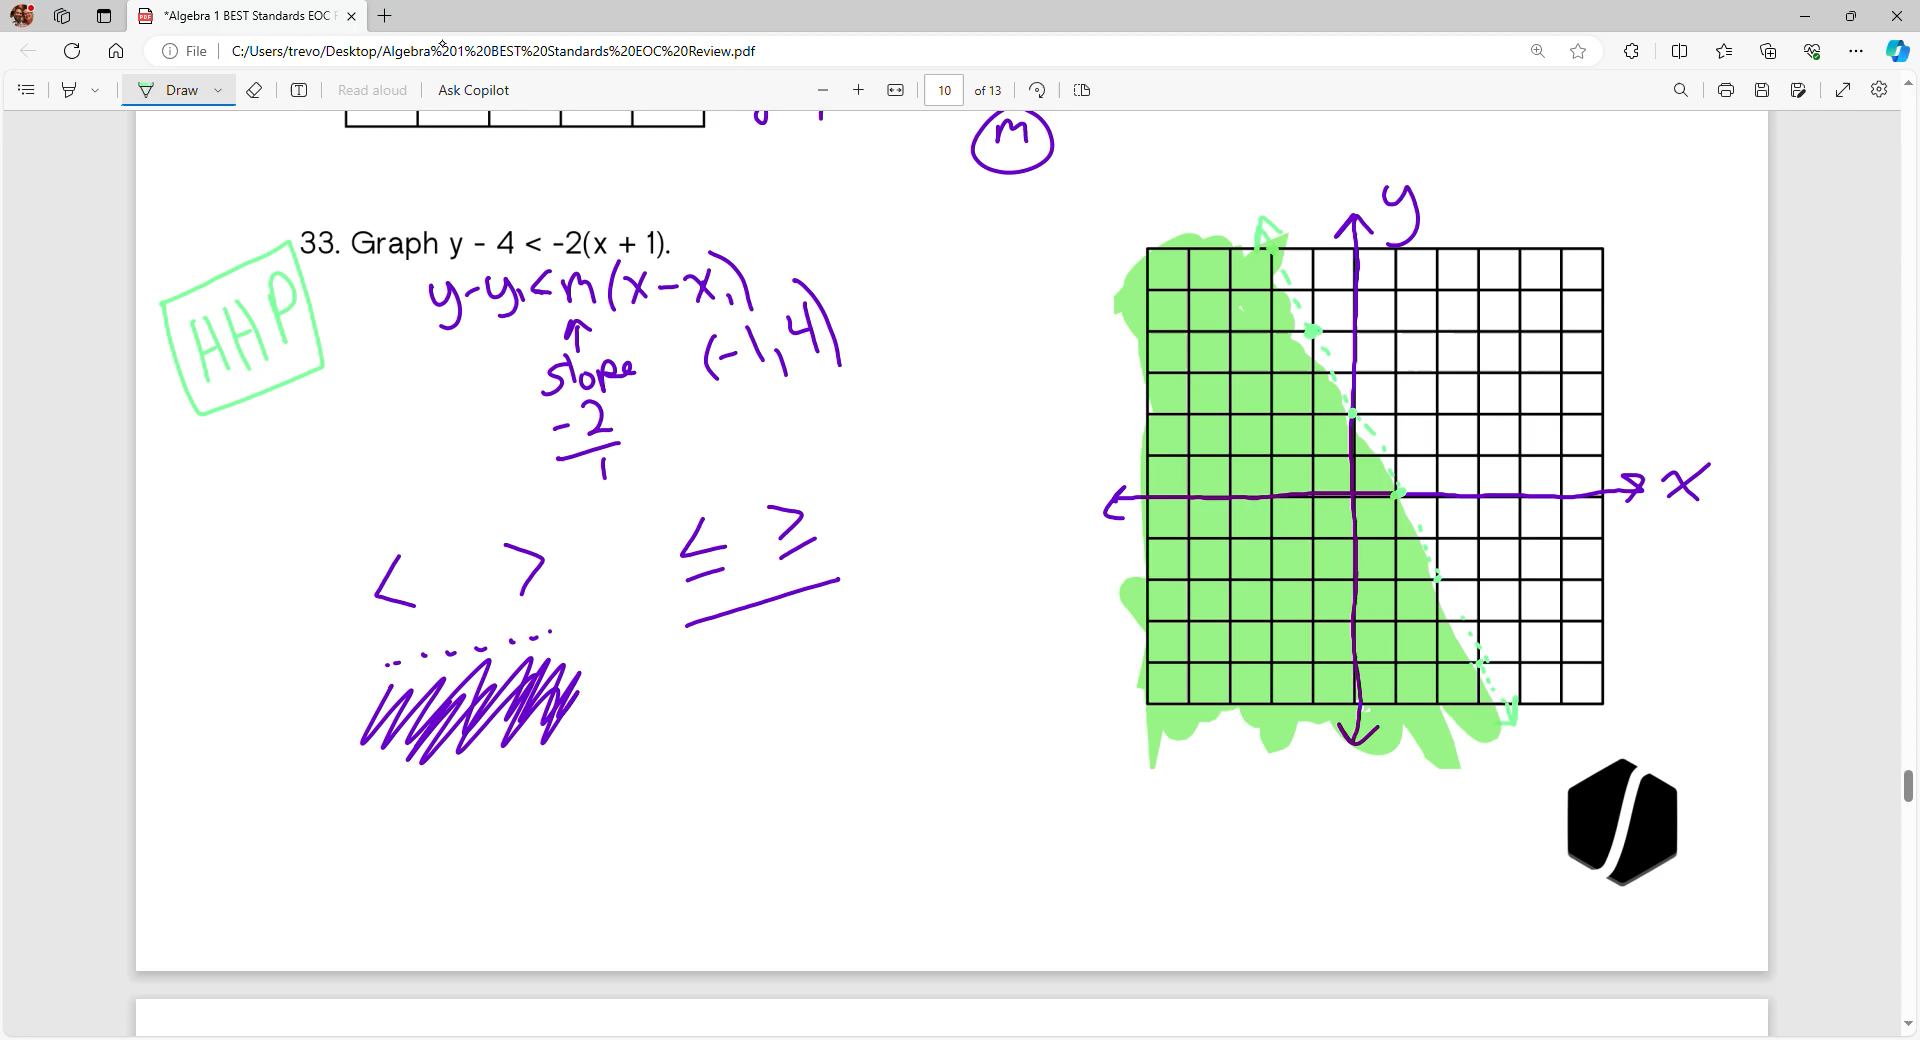 *Algebra 1 BEST Standards EOC
File
C:/Users/trevo/Desktop/Algebra%201%20BEST%20Standards%20EOC%20Review.pdf
Draw
Read aloud
Ask Copilot
10
of 13
m
33. Graph y - 4 < -2(x + 1).
y-y₁<m(x-x₁)
(-1,4)
slope
-2
1
AHP
< >
≤ ≥
y
x